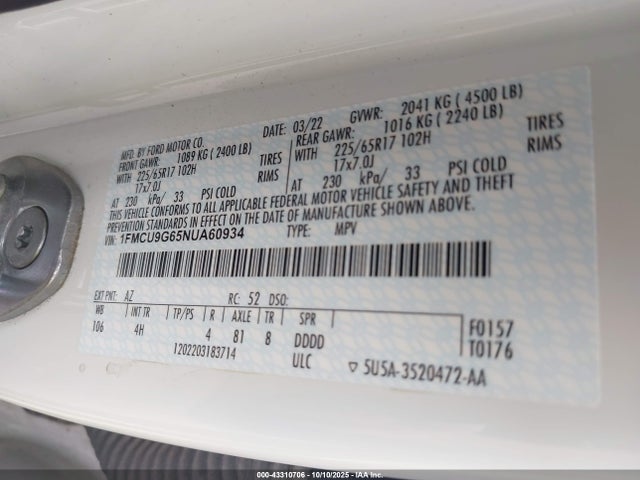 MFD. BY FORD MOTOR CO. DATE: 03/22 GVWR: 2041 KG ( 4500 LB)
FRONT GAWR: 1089 KG ( 2400 LB) REAR GAWR: 1016 KG ( 2240 LB)
WITH 225/65R17 102H TIRES WITH 225/65R17 102H TIRES
17x7.0J RIMS 17x7.0J RIMS
AT 230 kPa/ 33 PSI COLD AT 230 kPa/ 33 PSI COLD
THIS VEHICLE CONFORMS TO ALL APPLICABLE FEDERAL MOTOR VEHICLE SAFETY AND THEFT
PREVENTION STANDARDS IN EFFECT ON THE DATE OF MANUFACTURE SHOWN ABOVE.
VIN: 1FMCU9G65NUA60934 TYPE: MPV
EXT PNT: AZ RC: 52 DSO:
WB INT TR TP/PS R AXLE TR SPR
106 4H 4 81 8 DDDD
1202203183714 ULC
F0157
T0176
5U5A-3S20472-AA
© IAA - 43310706 - 10/10/2025 - IAAI.COM